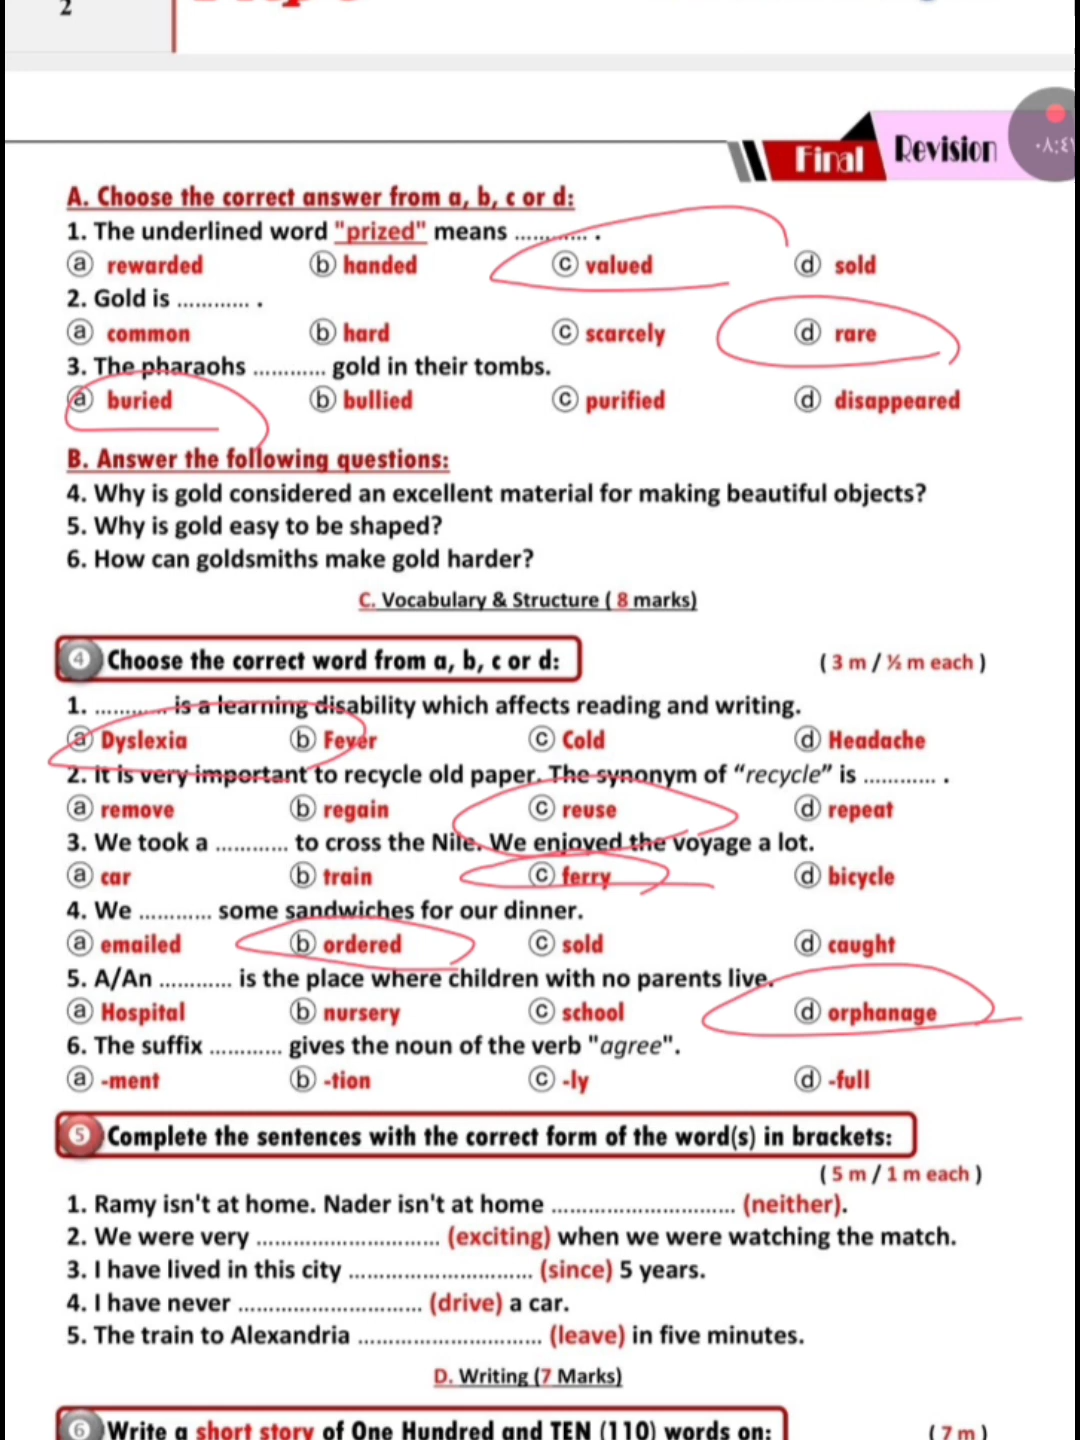 2
Final Revision
٠٨:٤١
A. Choose the correct answer from a, b, c or d:
1. The underlined word "prized" means ............ .
ⓐ rewarded ⓑ handed ⓒ valued ⓓ sold
2. Gold is ............ .
ⓐ common ⓑ hard ⓒ scarcely ⓓ rare
3. The pharaohs ............ gold in their tombs.
ⓐ buried ⓑ bullied ⓒ purified ⓓ disappeared
B. Answer the following questions:
4. Why is gold considered an excellent material for making beautiful objects?
5. Why is gold easy to be shaped?
6. How can goldsmiths make gold harder?
C. Vocabulary & Structure ( 8 marks)
4 Choose the correct word from a, b, c or d: ( 3 m / ½ m each )
1. ............ is a learning disability which affects reading and writing.
ⓐ Dyslexia ⓑ Fever ⓒ Cold ⓓ Headache
2. It is very important to recycle old paper. The synonym of “recycle” is ............ .
ⓐ remove ⓑ regain ⓒ reuse ⓓ repeat
3. We took a ............ to cross the Nile. We enjoyed the voyage a lot.
ⓐ car ⓑ train ⓒ ferry ⓓ bicycle
4. We ............ some sandwiches for our dinner.
ⓐ emailed ⓑ ordered ⓒ sold ⓓ caught
5. A/An ............ is the place where children with no parents live.
ⓐ Hospital ⓑ nursery ⓒ school ⓓ orphanage
6. The suffix ............ gives the noun of the verb "agree".
ⓐ -ment ⓑ -tion ⓒ -ly ⓓ -full
5 Complete the sentences with the correct form of the word(s) in brackets:
( 5 m / 1 m each )
1. Ramy isn't at home. Nader isn't at home .............................. (neither).
2. We were very .............................. (exciting) when we were watching the match.
3. I have lived in this city .............................. (since) 5 years.
4. I have never .............................. (drive) a car.
5. The train to Alexandria .............................. (leave) in five minutes.
D. Writing (7 Marks)
6 Write a short story of One Hundred and TEN (110) words on: ( 7 m )